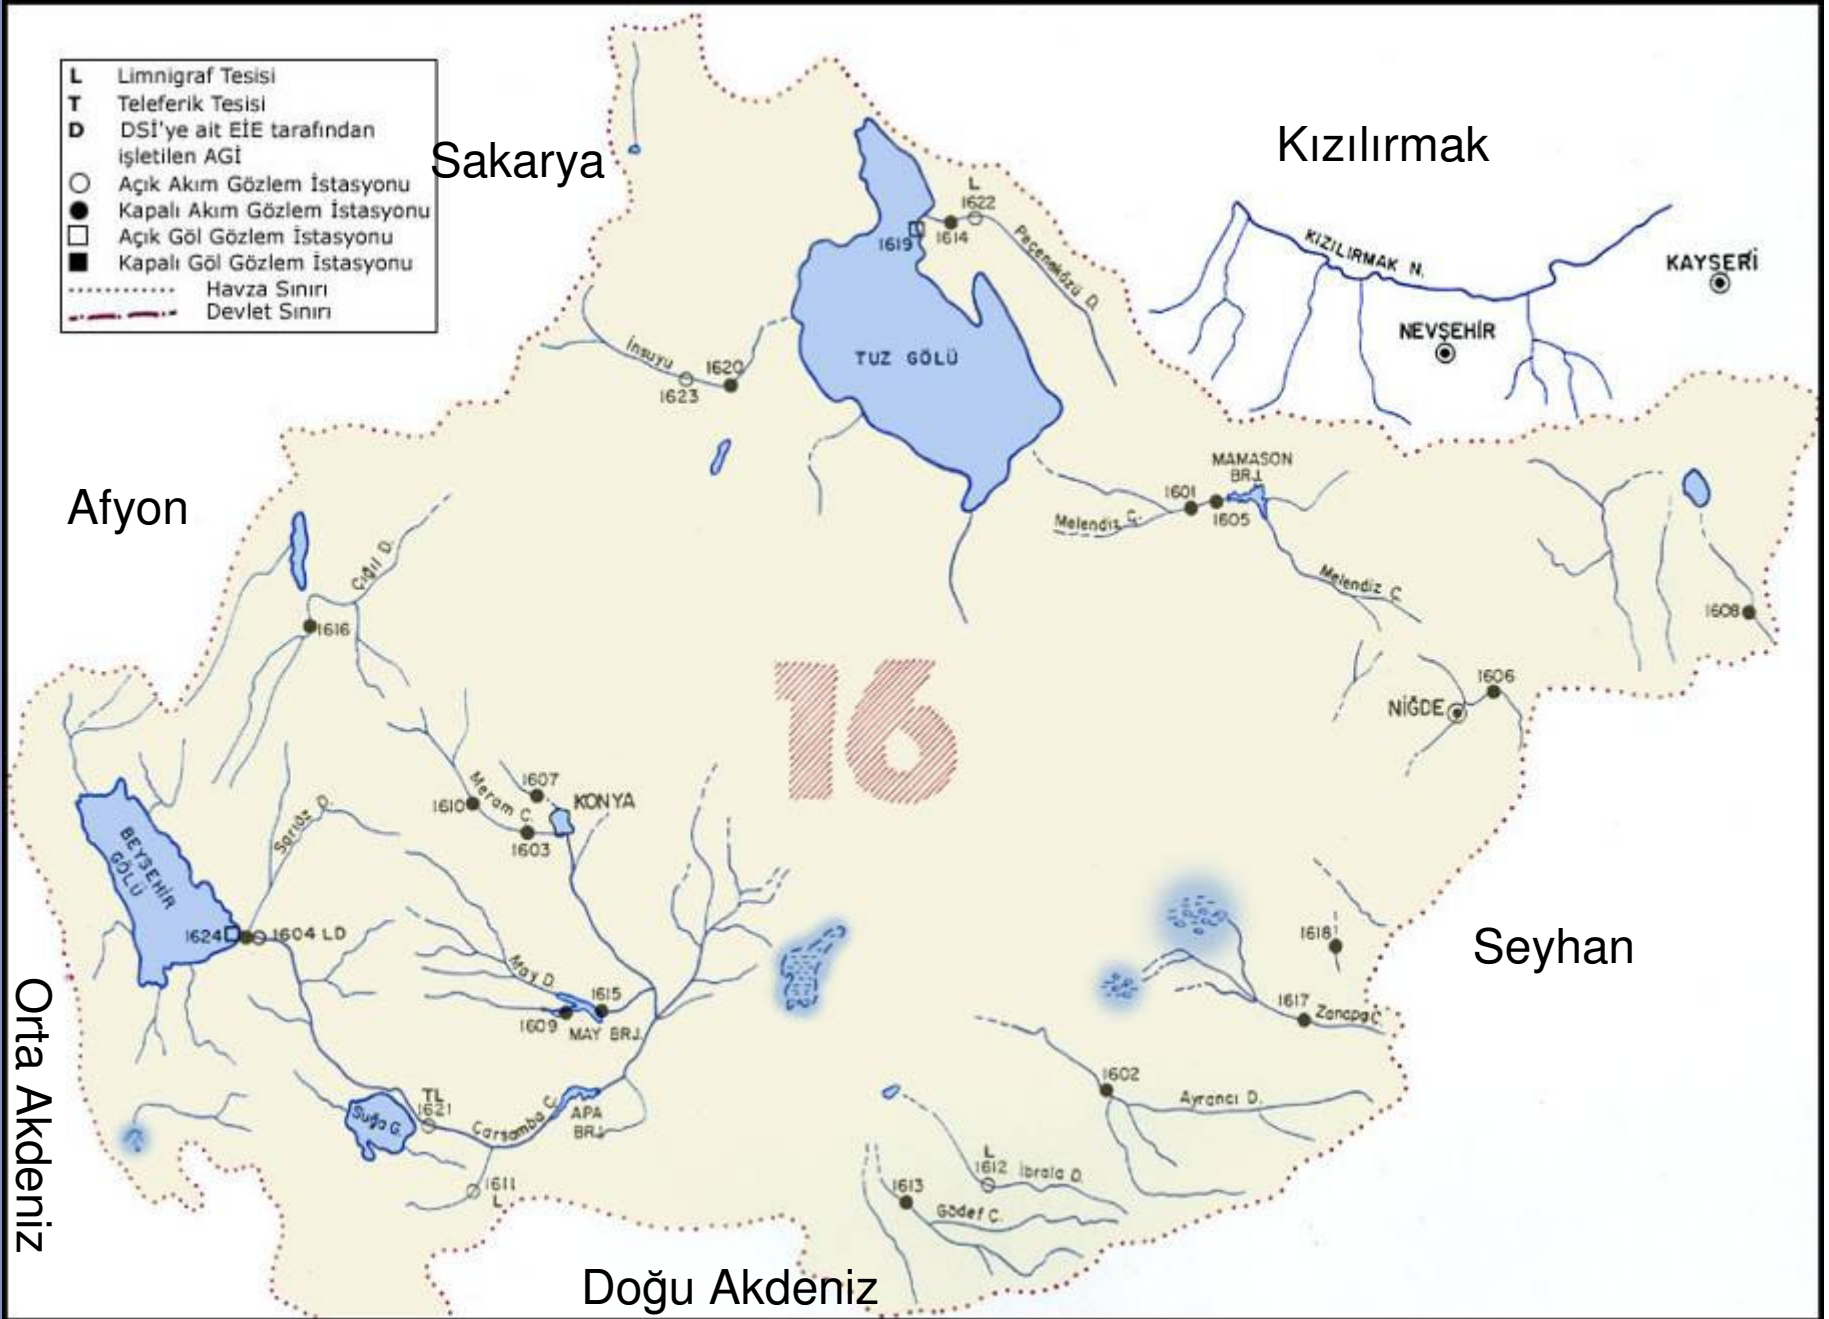 L Limnigraf Tesisi
T Teleferik Tesisi
D DSİ'ye ait EİE tarafından
işletilen AGİ
Açık Akım Gözlem İstasyonu
Kapalı Akım Gözlem İstasyonu
Açık Göl Gözlem İstasyonu
Kapalı Göl Gözlem İstasyonu
Havza Sınırı
Devlet Sınırı
Sakarya
Kızılırmak
L
1622
1614
1619
Peçeneközü D.
KIZILIRMAK N.
KAYSERİ
NEVŞEHİR
İnsuyu
1620
1623
TUZ GÖLÜ
Afyon
MAMASON
BRJ.
1601
1605
Melendiz Ç.
Melendiz Ç.
Çığıl D.
1616
1608
1606
NİĞDE
16
1607
KONYA
1610
Meram Ç.
1603
Sarıöz D.
BEYŞEHİR
GÖLÜ
1624
1604 LD
May D.
1615
1609
MAY BRJ.
1618
Seyhan
1617
Zanapa Ç.
Orta Akdeniz
TL
1621
Suğla G.
Çarşamba Ç.
APA
BRJ.
1602
Ayrancı D.
1611
L
L
1612 İbrala D.
1613
Gödet Ç.
Doğu Akdeniz